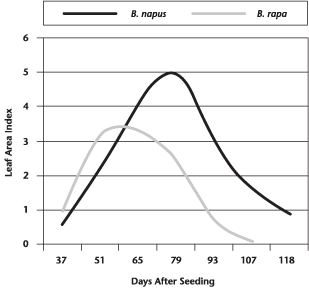 B. napus B. rapa
6
5
4
3
2
1
0
Leaf Area Index
37 51 65 79 93 107 118
Days After Seeding